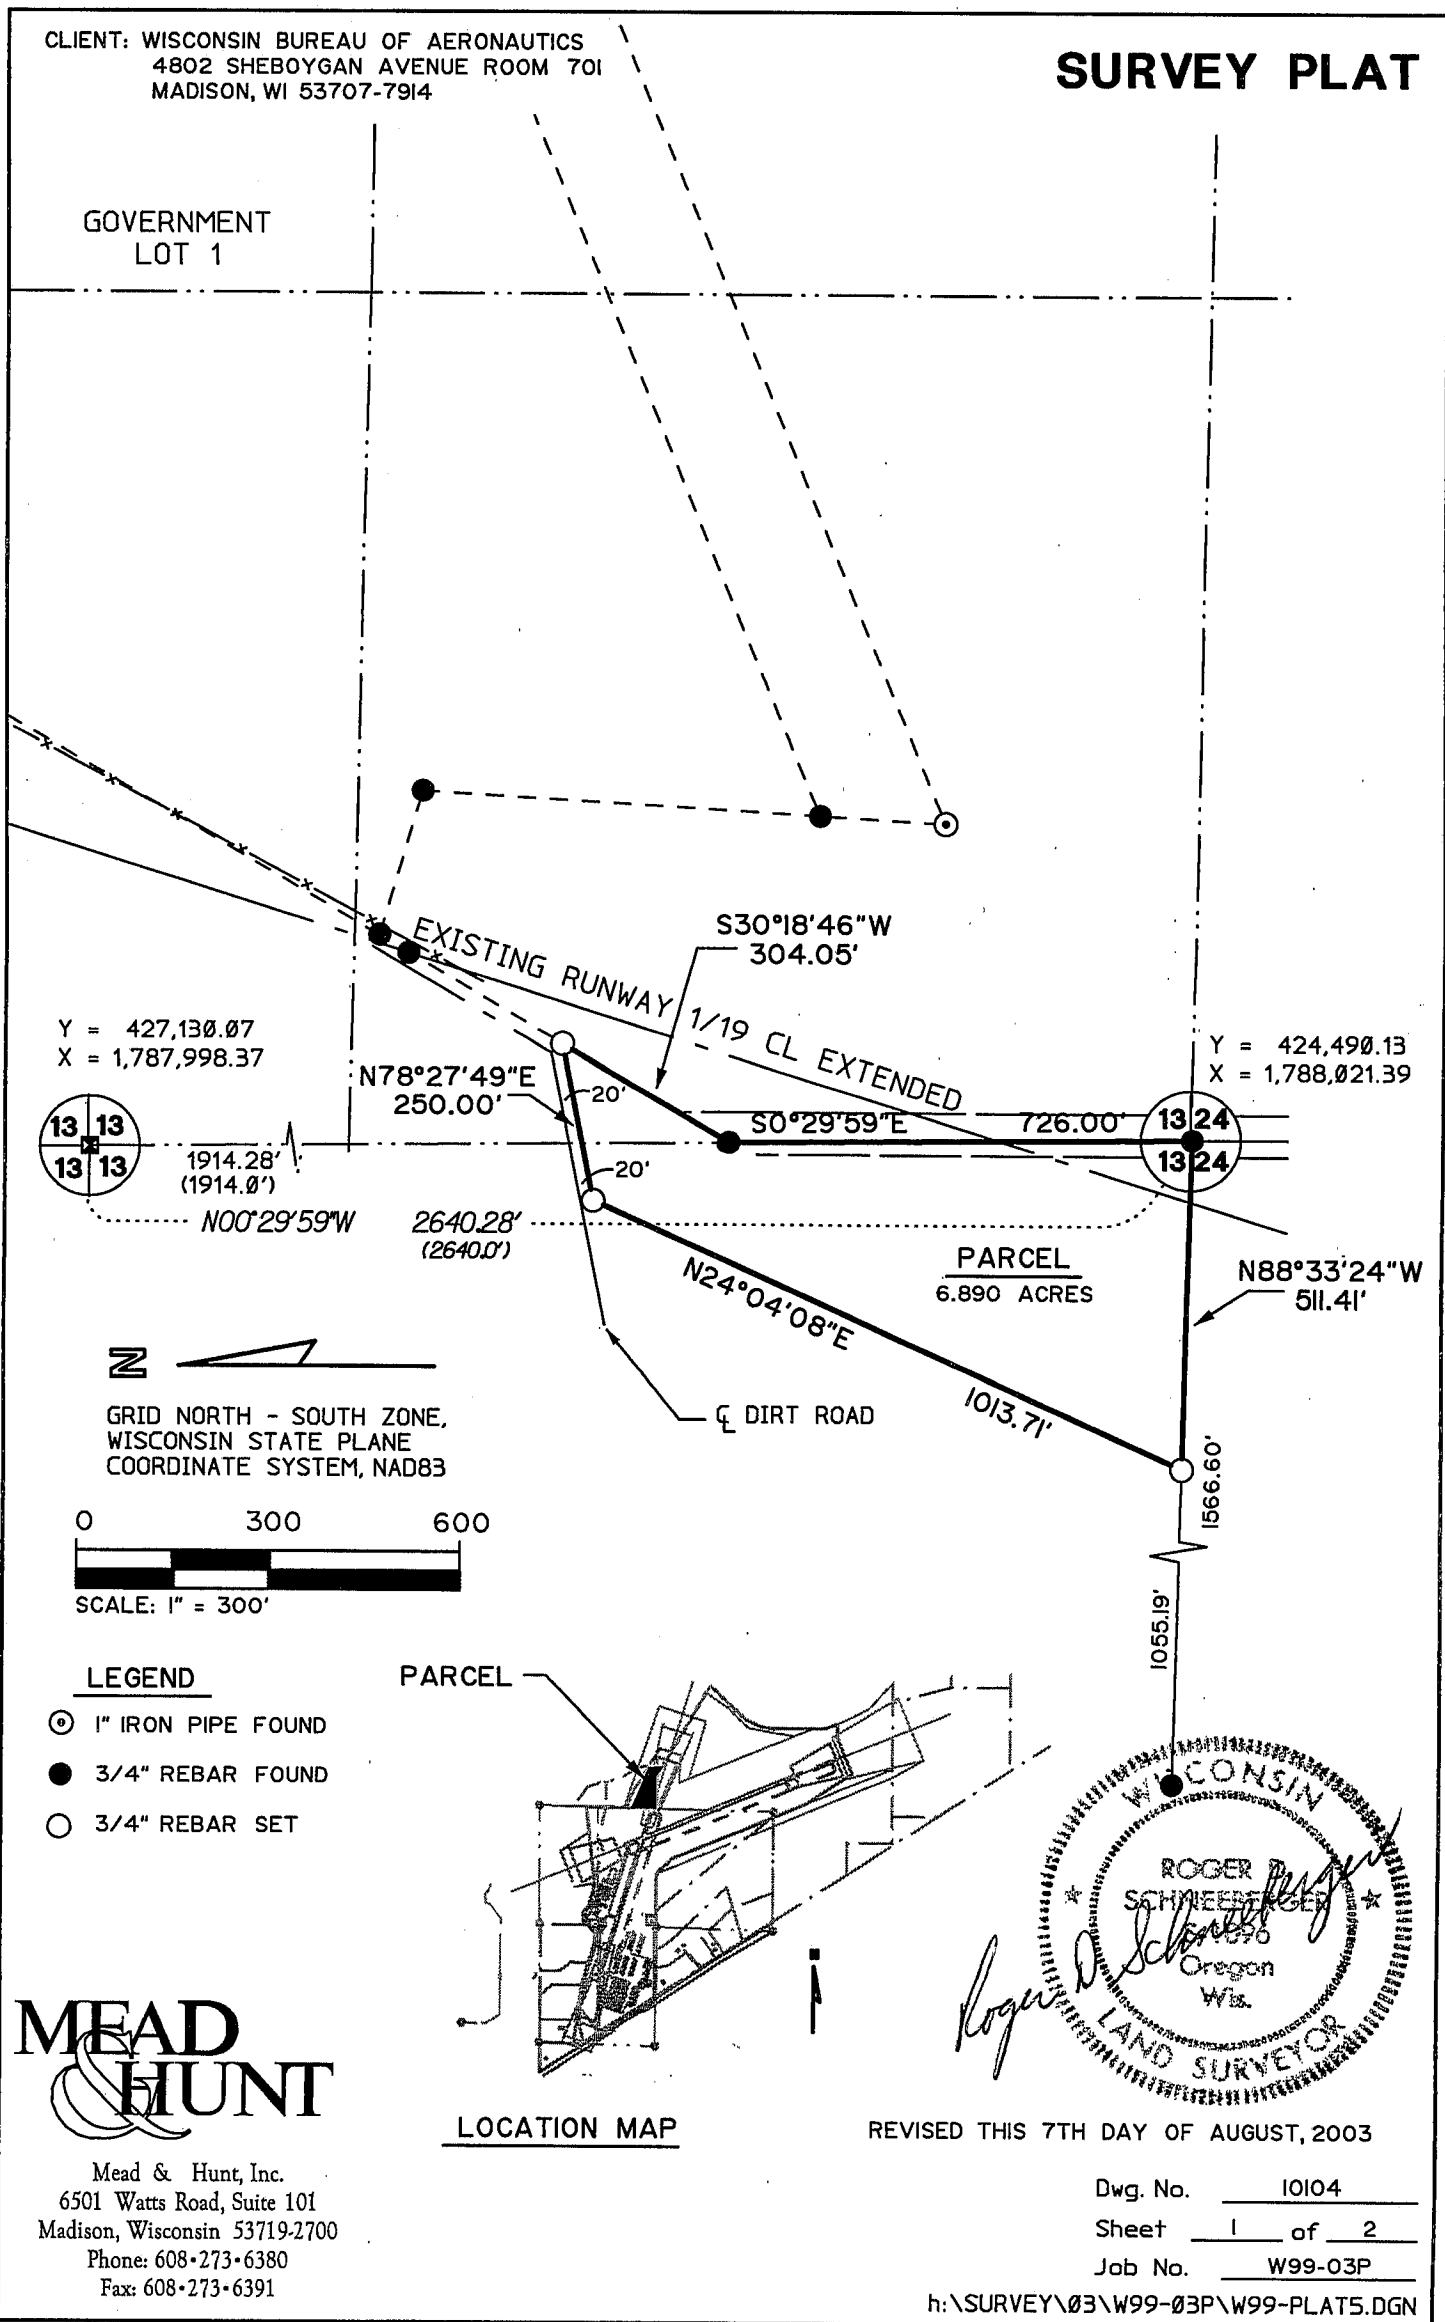 CLIENT: WISCONSIN BUREAU OF AERONAUTICS
4802 SHEBOYGAN AVENUE ROOM 701
MADISON, WI 53707-7914
SURVEY PLAT
GOVERNMENT
LOT 1
S30°18'46"W
304.05'
EXISTING RUNWAY 1/19 CL EXTENDED
Y = 427,130.07
X = 1,787,998.37
Y = 424,490.13
X = 1,788,021.39
N78°27'49"E
250.00'
20'
S0°29'59"E 726.00'
13 13
13 13
13 24
13 24
1914.28'
(1914.0')
20'
N00°29'59"W 2640.28'
(2640.0')
PARCEL
6.890 ACRES
N88°33'24"W
511.41'
N24°04'08"E
1013.71'
N
℄ DIRT ROAD
GRID NORTH - SOUTH ZONE,
WISCONSIN STATE PLANE
COORDINATE SYSTEM, NAD83
1566.60'
0 300 600
SCALE: 1" = 300'
1055.19'
LEGEND
1" IRON PIPE FOUND
3/4" REBAR FOUND
3/4" REBAR SET
PARCEL
LOCATION MAP
WISCONSIN
ROGER D.
SCHNEEBERGER
Oregon
Wis.
LAND SURVEYOR
Roger D Schneeberger
REVISED THIS 7TH DAY OF AUGUST, 2003
MEAD
& HUNT
Mead & Hunt, Inc.
6501 Watts Road, Suite 101
Madison, Wisconsin 53719-2700
Phone: 608•273•6380
Fax: 608•273•6391
Dwg. No. 10104
Sheet 1 of 2
Job No. W99-03P
h:\SURVEY\03\W99-03P\W99-PLAT5.DGN